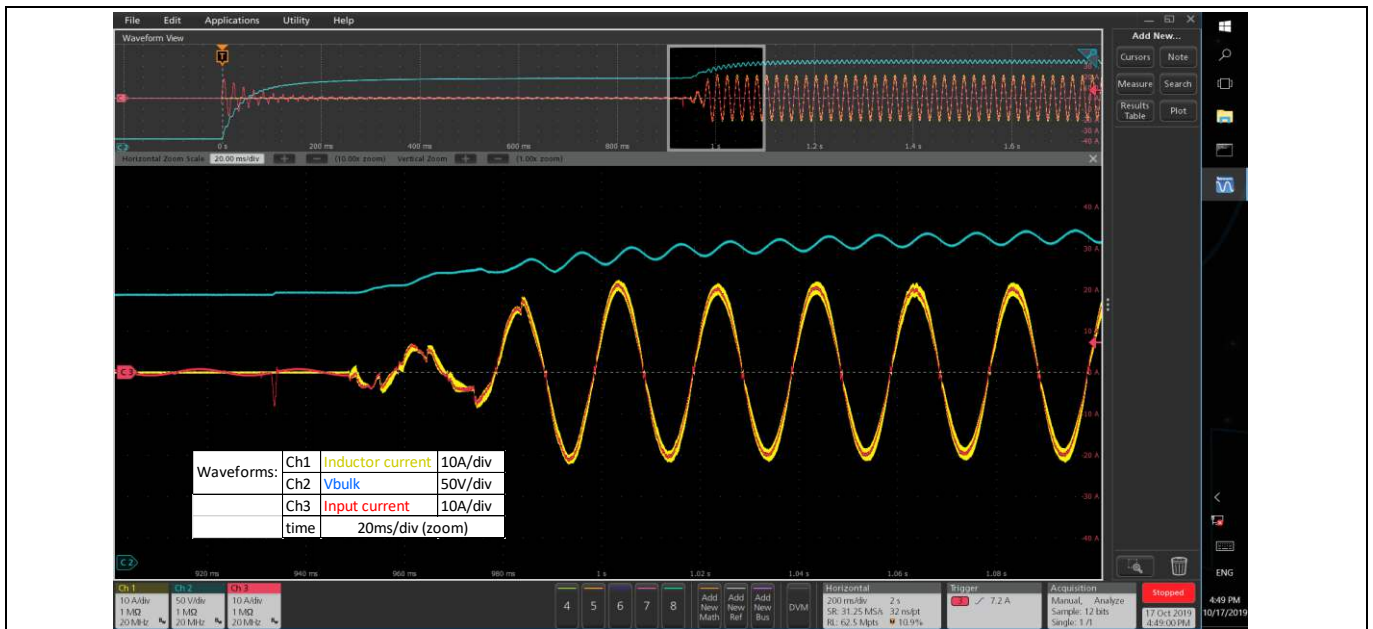 File Edit Applications Utility Help
Waveform View
Add New...
Cursors Note
Measure Search
Results Table Plot
T
C3
C2
-30 A
-40 A
0 s 200 ms 400 ms 600 ms 800 ms 1 s 1.2 s 1.4 s 1.6 s
Horizontal Zoom Scale 20.00 ms/div + - (10.00x zoom) Vertical Zoom + - (1.00x zoom)
40 A
30 A
20 A
10 A
C3
0 A
-10 A
-20 A
-30 A
-40 A
Waveforms: Ch1 Inductor current 10A/div
Ch2 Vbulk 50V/div
Ch3 Input current 10A/div
time 20ms/div (zoom)
C2
920 ms 940 ms 960 ms 980 ms 1 s 1.02 s 1.04 s 1.06 s 1.08 s
Ch 1 Ch 2 Ch 3
10 A/div 50 V/div 10 A/div
1 MΩ 1 MΩ 1 MΩ
20 MHz 20 MHz 20 MHz
4 5 6 7 8
Add New Math
Add New Ref
Add New Bus
DVM
Horizontal
200 ms/div 2 s
SR: 31.25 MS/s 32 ns/pt
RL: 62.5 Mpts 10.9%
Trigger
3 7.2 A
Acquisition
Manual, Analyze
Sample: 12 bits
Single: 1 /1
Stopped
17 Oct 2019
4:49:00 PM
ENG
4:49 PM
10/17/2019